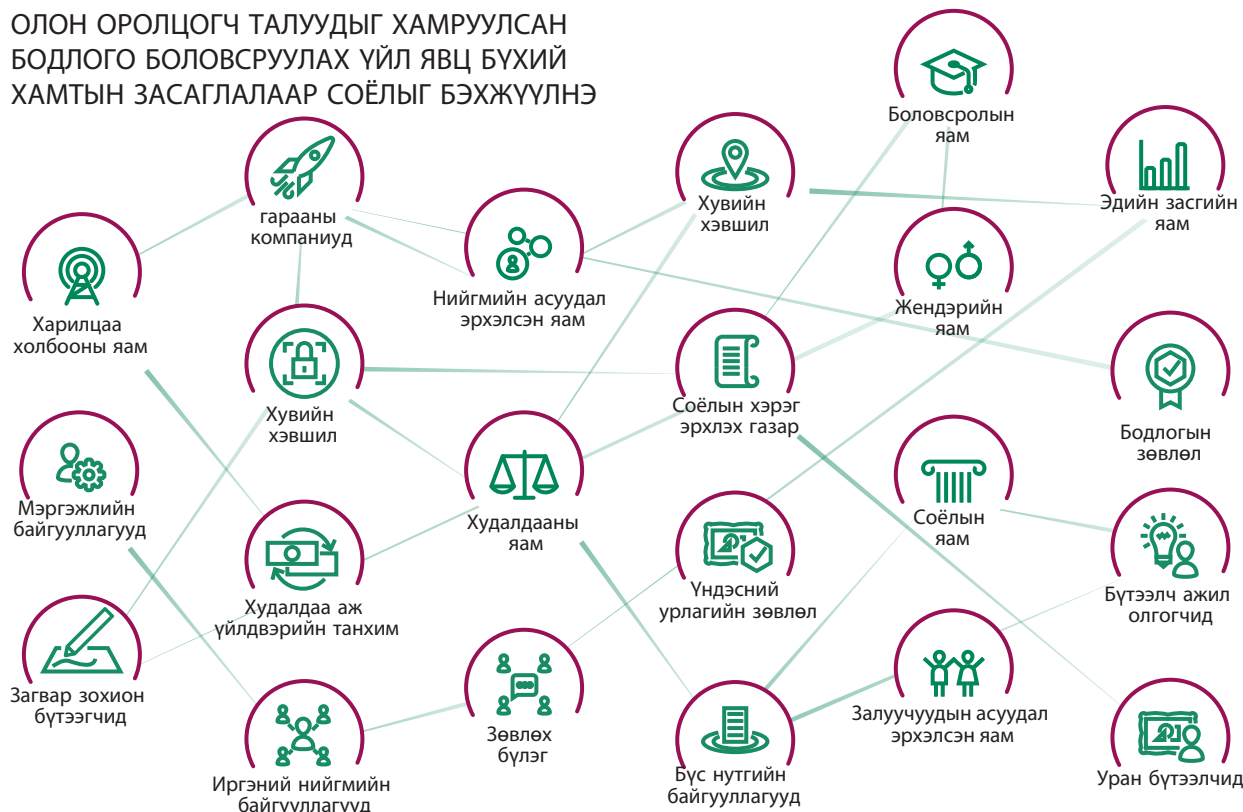 ОЛОН ОРОЛЦОГЧ ТАЛУУДЫГ ХАМРУУЛСАН
БОДЛОГО БОЛОВСРУУЛАХ ҮЙЛ ЯВЦ БҮХИЙ
ХАМТЫН ЗАСАГЛАЛААР СОЁЛЫГ БЭХЖҮҮЛНЭ
Боловсролын
яам
гарааны
компаниуд
Хувийн
хэвшил
Эдийн засгийн
яам
Харилцаа
холбооны яам
Нийгмийн асуудал
эрхэлсэн яам
Жендэрийн
яам
Хувийн
хэвшил
Соёлын хэрэг
эрхлэх газар
Бодлогын
зөвлөл
Мэргэжлийн
байгууллагууд
Худалдааны
яам
Соёлын
яам
Худалдаа аж
үйлдвэрийн танхим
Үндэсний
урлагийн зөвлөл
Бүтээлч ажил
олгогчид
Загвар зохион
бүтээгчид
Зөвлөх
бүлэг
Залуучуудын асуудал
эрхэлсэн яам
Иргэний нийгмийн
байгууллагууд
Бүс нутгийн
байгууллагууд
Уран бүтээлчид